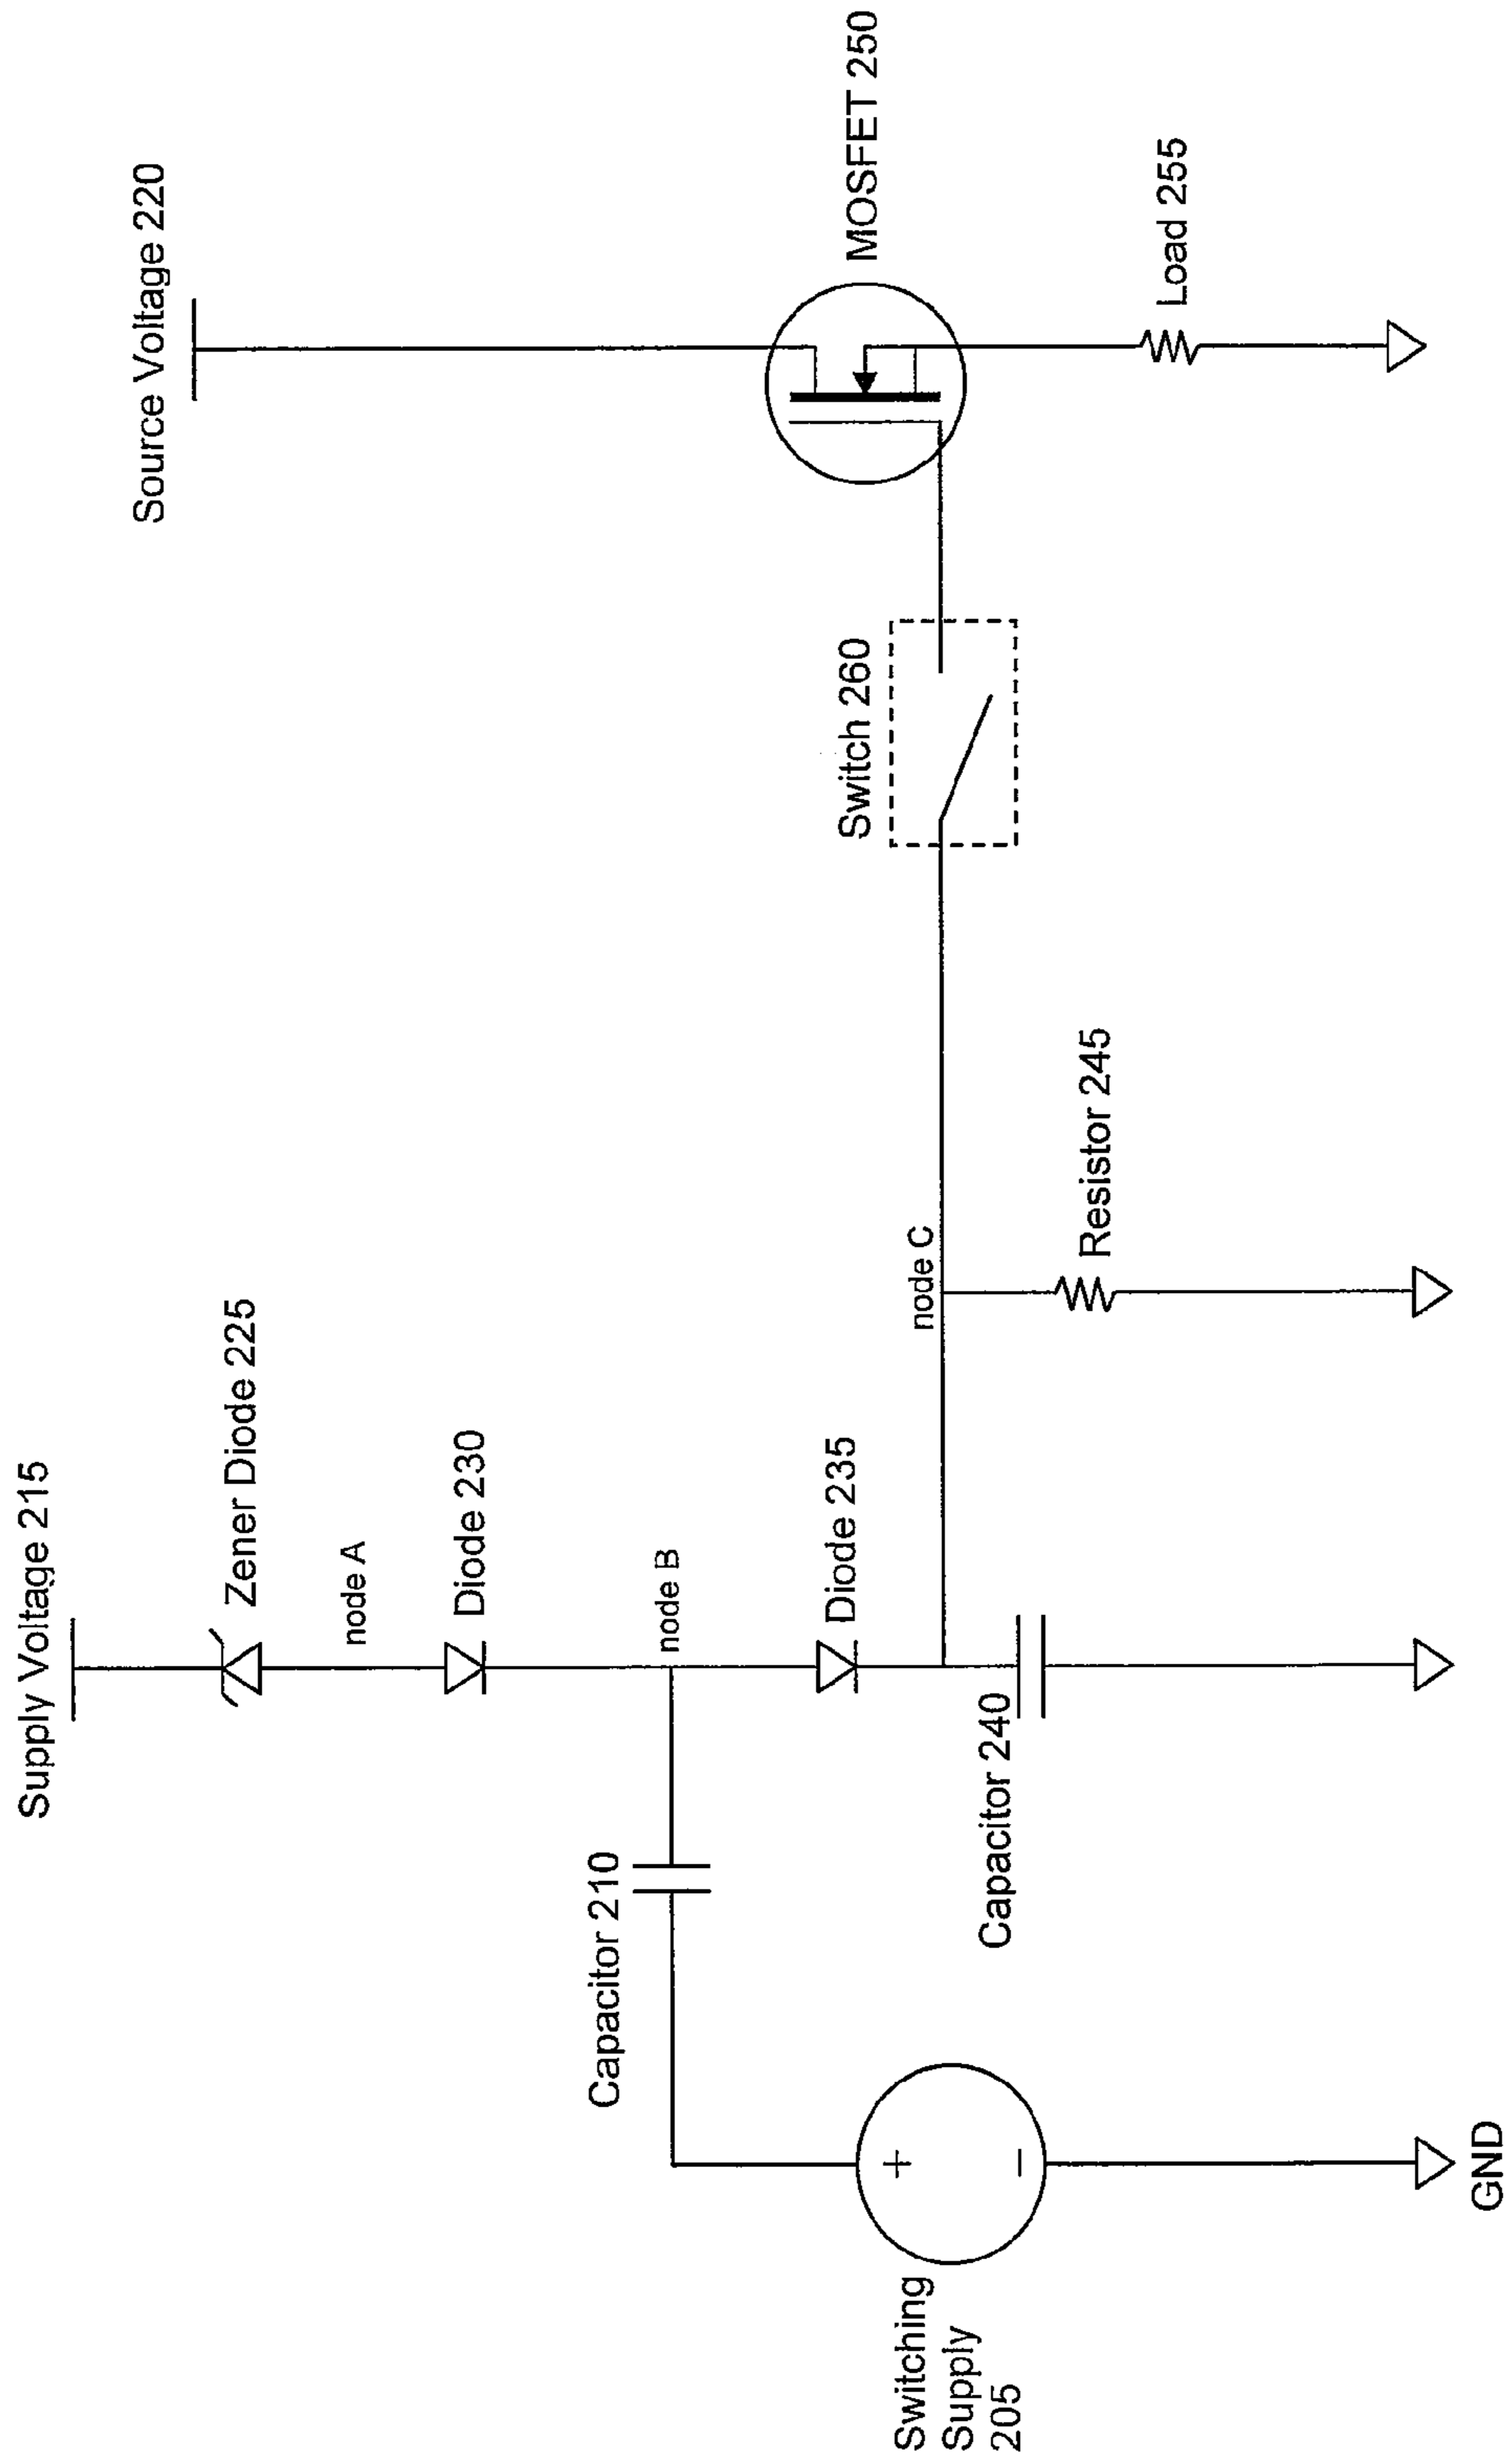 Supply Voltage 215
Source Voltage 220
Zener Diode 225
node A
Diode 230
node B
Capacitor 210
Diode 235
node C
Switch 260
MOSFET 250
Capacitor 240
Resistor 245
Load 255
Switching
Supply
205
+
−
GND